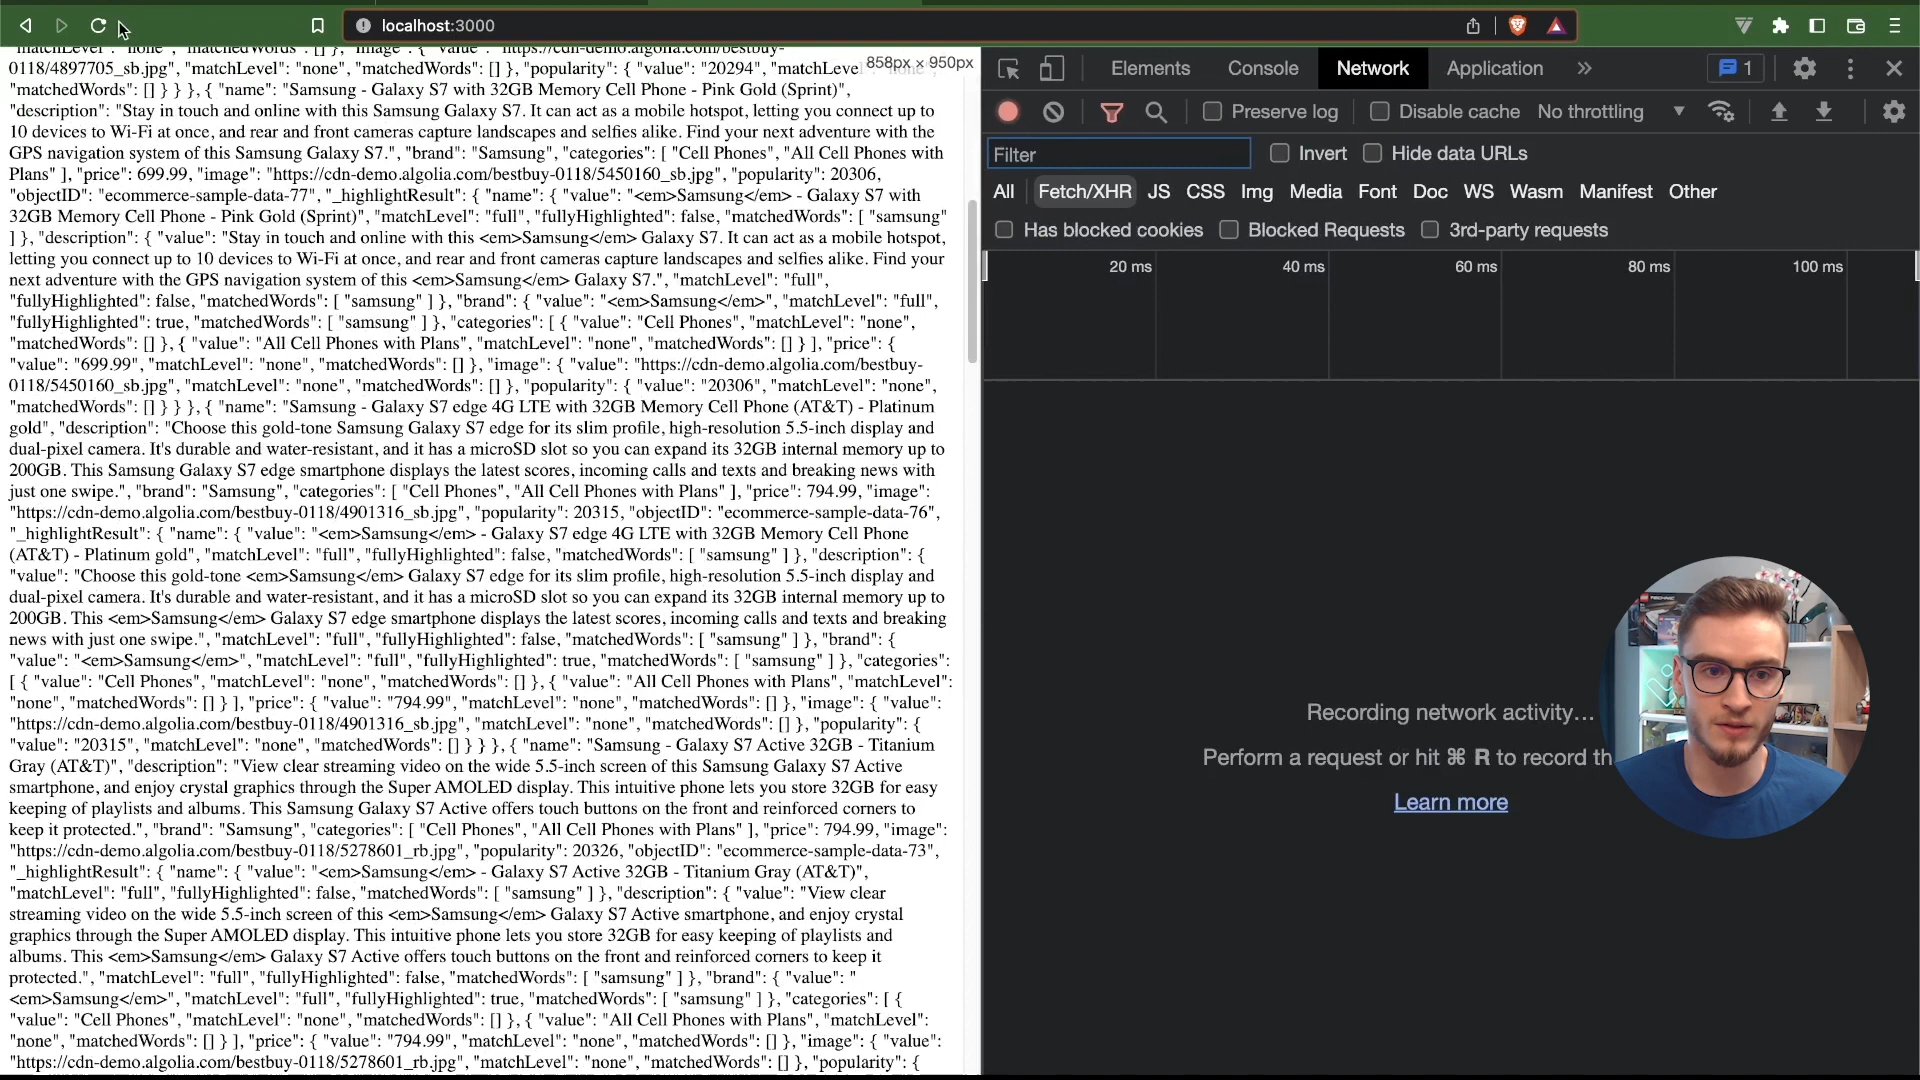 localhost:3000
858px × 950px
0118/4897705_sb.jpg", "matchLevel": "none", "matchedWords": [] }, "popularity": { "value": "20294", "matchLeve
"matchedWords": [] } } }, { "name": "Samsung - Galaxy S7 with 32GB Memory Cell Phone - Pink Gold (Sprint)",
"description": "Stay in touch and online with this Samsung Galaxy S7. It can act as a mobile hotspot, letting you connect up to
10 devices to Wi-Fi at once, and rear and front cameras capture landscapes and selfies alike. Find your next adventure with the
GPS navigation system of this Samsung Galaxy S7.", "brand": "Samsung", "categories": [ "Cell Phones", "All Cell Phones with
Plans" ], "price": 699.99, "image": "https://cdn-demo.algolia.com/bestbuy-0118/5450160_sb.jpg", "popularity": 20306,
"objectID": "ecommerce-sample-data-77", "_highlightResult": { "name": { "value": "<em>Samsung</em> - Galaxy S7 with
32GB Memory Cell Phone - Pink Gold (Sprint)", "matchLevel": "full", "fullyHighlighted": false, "matchedWords": [ "samsung"
] }, "description": { "value": "Stay in touch and online with this <em>Samsung</em> Galaxy S7. It can act as a mobile hotspot,
letting you connect up to 10 devices to Wi-Fi at once, and rear and front cameras capture landscapes and selfies alike. Find your
next adventure with the GPS navigation system of this <em>Samsung</em> Galaxy S7.", "matchLevel": "full",
"fullyHighlighted": false, "matchedWords": [ "samsung" ] }, "brand": { "value": "<em>Samsung</em>", "matchLevel": "full",
"fullyHighlighted": true, "matchedWords": [ "samsung" ] }, "categories": [ { "value": "Cell Phones", "matchLevel": "none",
"matchedWords": [] }, { "value": "All Cell Phones with Plans", "matchLevel": "none", "matchedWords": [] } ], "price": {
"value": "699.99", "matchLevel": "none", "matchedWords": [] }, "image": { "value": "https://cdn-demo.algolia.com/bestbuy-
0118/5450160_sb.jpg", "matchLevel": "none", "matchedWords": [] }, "popularity": { "value": "20306", "matchLevel": "none",
"matchedWords": [] } } }, { "name": "Samsung - Galaxy S7 edge 4G LTE with 32GB Memory Cell Phone (AT&T) - Platinum
gold", "description": "Choose this gold-tone Samsung Galaxy S7 edge for its slim profile, high-resolution 5.5-inch display and
dual-pixel camera. It's durable and water-resistant, and it has a microSD slot so you can expand its 32GB internal memory up to
200GB. This Samsung Galaxy S7 edge smartphone displays the latest scores, incoming calls and texts and breaking news with
just one swipe.", "brand": "Samsung", "categories": [ "Cell Phones", "All Cell Phones with Plans" ], "price": 794.99, "image":
"https://cdn-demo.algolia.com/bestbuy-0118/4901316_sb.jpg", "popularity": 20315, "objectID": "ecommerce-sample-data-76",
"_highlightResult": { "name": { "value": "<em>Samsung</em> - Galaxy S7 edge 4G LTE with 32GB Memory Cell Phone
(AT&T) - Platinum gold", "matchLevel": "full", "fullyHighlighted": false, "matchedWords": [ "samsung" ] }, "description": {
"value": "Choose this gold-tone <em>Samsung</em> Galaxy S7 edge for its slim profile, high-resolution 5.5-inch display and
dual-pixel camera. It's durable and water-resistant, and it has a microSD slot so you can expand its 32GB internal memory up to
200GB. This <em>Samsung</em> Galaxy S7 edge smartphone displays the latest scores, incoming calls and texts and breaking
news with just one swipe.", "matchLevel": "full", "fullyHighlighted": false, "matchedWords": [ "samsung" ] }, "brand": {
"value": "<em>Samsung</em>", "matchLevel": "full", "fullyHighlighted": true, "matchedWords": [ "samsung" ] }, "categories":
[ { "value": "Cell Phones", "matchLevel": "none", "matchedWords": [] }, { "value": "All Cell Phones with Plans", "matchLevel":
"none", "matchedWords": [] } ], "price": { "value": "794.99", "matchLevel": "none", "matchedWords": [] }, "image": { "value":
"https://cdn-demo.algolia.com/bestbuy-0118/4901316_sb.jpg", "matchLevel": "none", "matchedWords": [] }, "popularity": {
"value": "20315", "matchLevel": "none", "matchedWords": [] } } }, { "name": "Samsung - Galaxy S7 Active 32GB - Titanium
Gray (AT&T)", "description": "View clear streaming video on the wide 5.5-inch screen of this Samsung Galaxy S7 Active
smartphone, and enjoy crystal graphics through the Super AMOLED display. This intuitive phone lets you store 32GB for easy
keeping of playlists and albums. This Samsung Galaxy S7 Active offers touch buttons on the front and reinforced corners to
keep it protected.", "brand": "Samsung", "categories": [ "Cell Phones", "All Cell Phones with Plans" ], "price": 794.99, "image":
"https://cdn-demo.algolia.com/bestbuy-0118/5278601_rb.jpg", "popularity": 20326, "objectID": "ecommerce-sample-data-73",
"_highlightResult": { "name": { "value": "<em>Samsung</em> - Galaxy S7 Active 32GB - Titanium Gray (AT&T)",
"matchLevel": "full", "fullyHighlighted": false, "matchedWords": [ "samsung" ] }, "description": { "value": "View clear
streaming video on the wide 5.5-inch screen of this <em>Samsung</em> Galaxy S7 Active smartphone, and enjoy crystal
graphics through the Super AMOLED display. This intuitive phone lets you store 32GB for easy keeping of playlists and
albums. This <em>Samsung</em> Galaxy S7 Active offers touch buttons on the front and reinforced corners to keep it
protected.", "matchLevel": "full", "fullyHighlighted": false, "matchedWords": [ "samsung" ] }, "brand": { "value": "
<em>Samsung</em>", "matchLevel": "full", "fullyHighlighted": true, "matchedWords": [ "samsung" ] }, "categories": [ {
"value": "Cell Phones", "matchLevel": "none", "matchedWords": [] }, { "value": "All Cell Phones with Plans", "matchLevel":
"none", "matchedWords": [] } ], "price": { "value": "794.99", "matchLevel": "none", "matchedWords": [] }, "image": { "value":
"https://cdn-demo.algolia.com/bestbuy-0118/5278601_rb.jpg", "matchLevel": "none", "matchedWords": [] }, "popularity": {
Elements Console Network Application » 1
Preserve log Disable cache No throttling
Filter Invert Hide data URLs
All Fetch/XHR JS CSS Img Media Font Doc WS Wasm Manifest Other
Has blocked cookies Blocked Requests 3rd-party requests
20 ms 40 ms 60 ms 80 ms 100 ms
Recording network activity…
Perform a request or hit ⌘ R to record th
Learn more